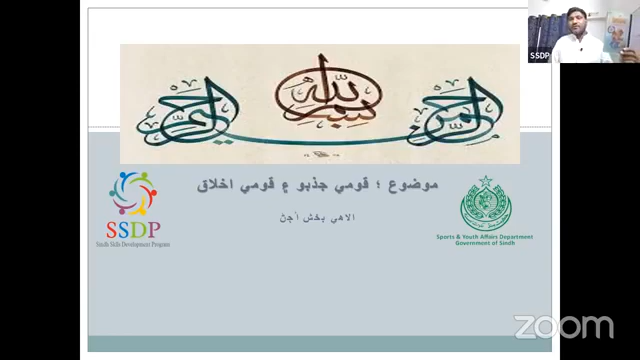 SSDP
بسم الله الرحمن الرحيم
موضوع ؛ قومي جذبو ۽ قومي اخلاق
الاهي بخش اُڄڻ
SSDP
Sindh Skills Development Program
Sports & Youth Affairs Department
Government of Sindh
zoom